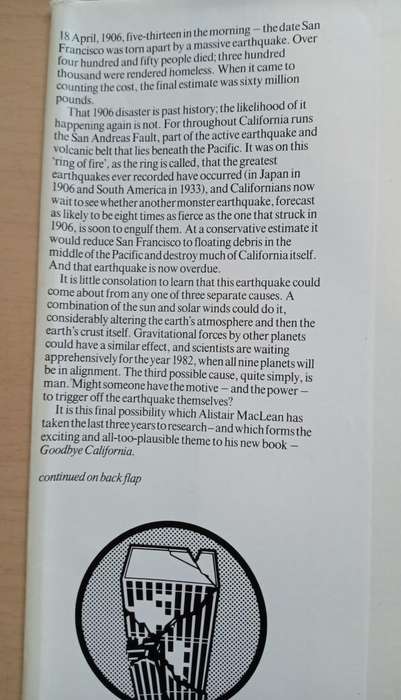 18 April, 1906, five-thirteen in the morning – the date San
Francisco was torn apart by a massive earthquake. Over
four hundred and fifty people died; three hundred
thousand were rendered homeless. When it came to
counting the cost, the final estimate was sixty million
pounds.
That 1906 disaster is past history; the likelihood of it
happening again is not. For throughout California runs
the San Andreas Fault, part of the active earthquake and
volcanic belt that lies beneath the Pacific. It was on this
'ring of fire', as the ring is called, that the greatest
earthquakes ever recorded have occurred (in Japan in
1906 and South America in 1933), and Californians now
wait to see whether another monster earthquake, forecast
as likely to be eight times as fierce as the one that struck in
1906, is soon to engulf them. At a conservative estimate it
would reduce San Francisco to floating debris in the
middle of the Pacific and destroy much of California itself.
And that earthquake is now overdue.
It is little consolation to learn that this earthquake could
come about from any one of three separate causes. A
combination of the sun and solar winds could do it,
considerably altering the earth's atmosphere and then the
earth's crust itself. Gravitational forces by other planets
could have a similar effect, and scientists are waiting
apprehensively for the year 1982, when all nine planets will
be in alignment. The third possible cause, quite simply, is
man. Might someone have the motive – and the power –
to trigger off the earthquake themselves?
It is this final possibility which Alistair MacLean has
taken the last three years to research – and which forms the
exciting and all-too-plausible theme to his new book –
Goodbye California.
continued on back flap